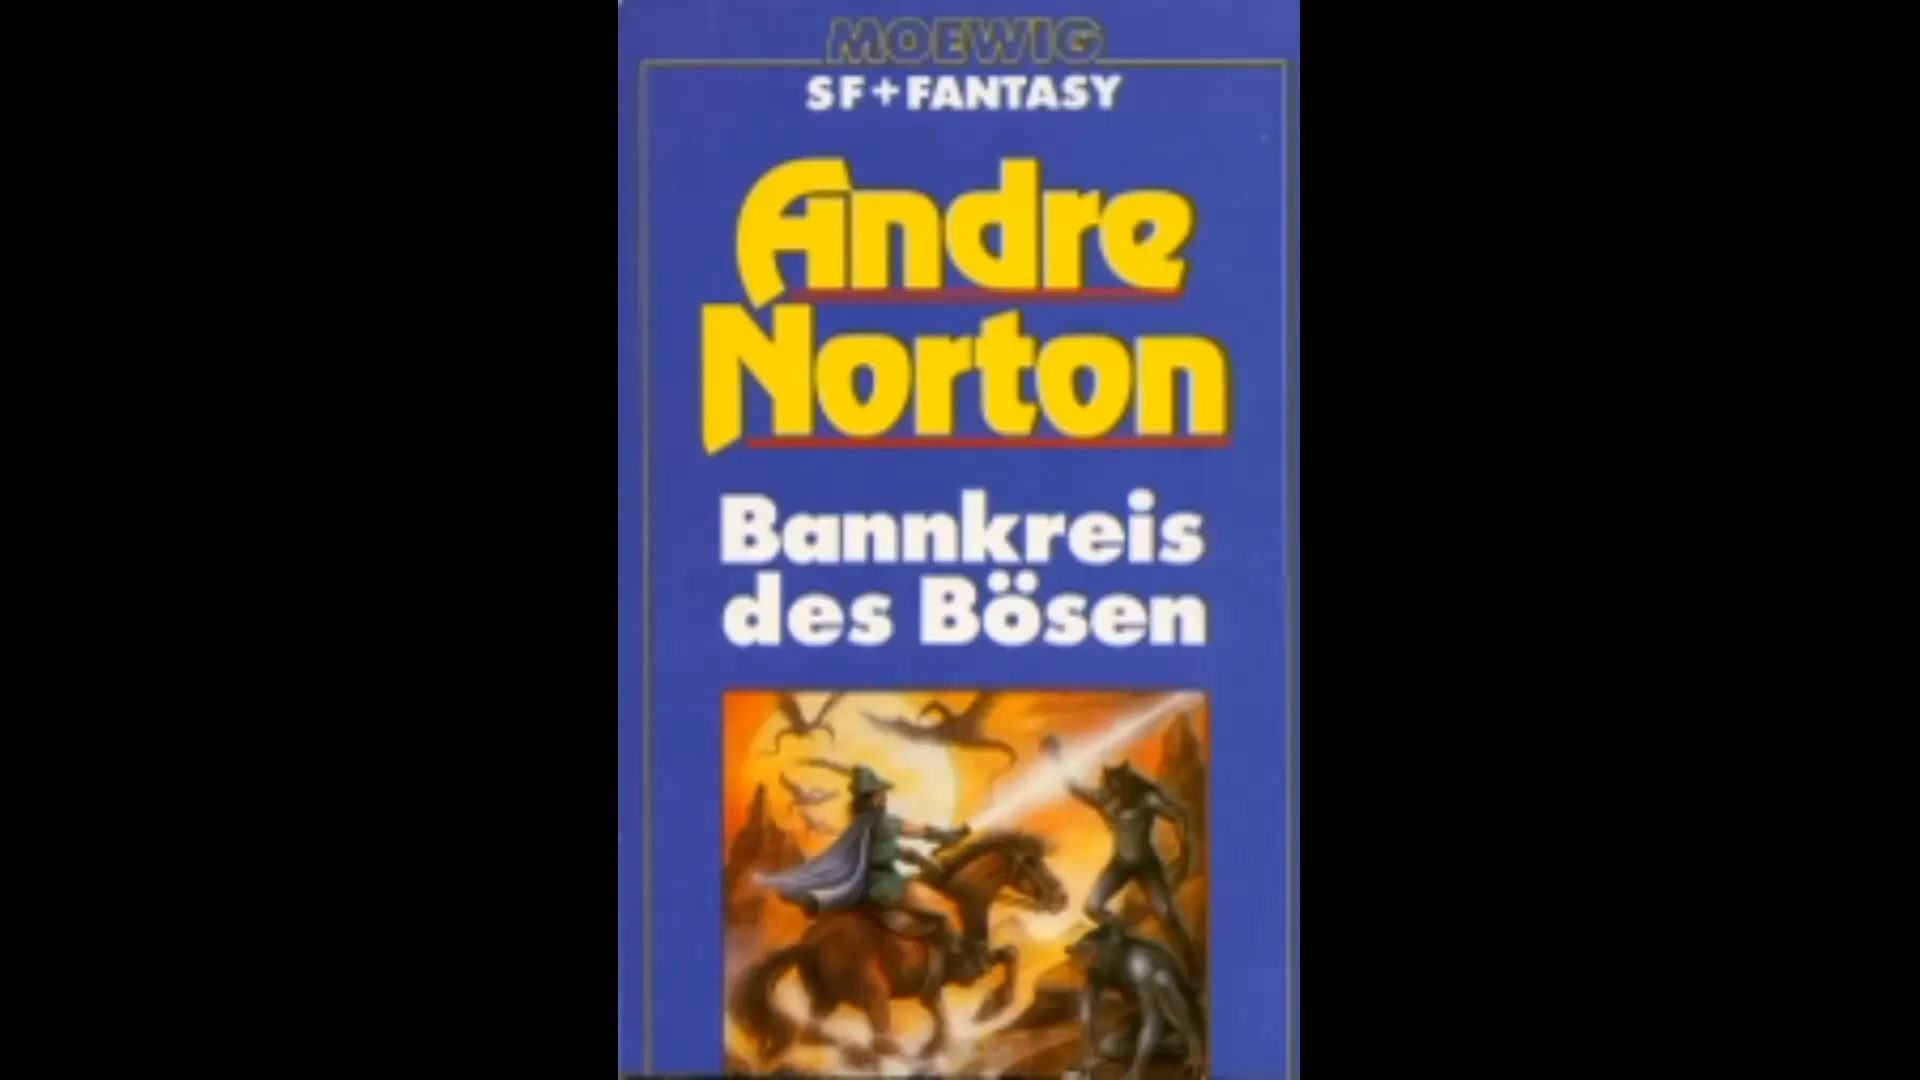 MOEWIG
SF+FANTASY
Andre
Norton
Bannkreis
des Bösen